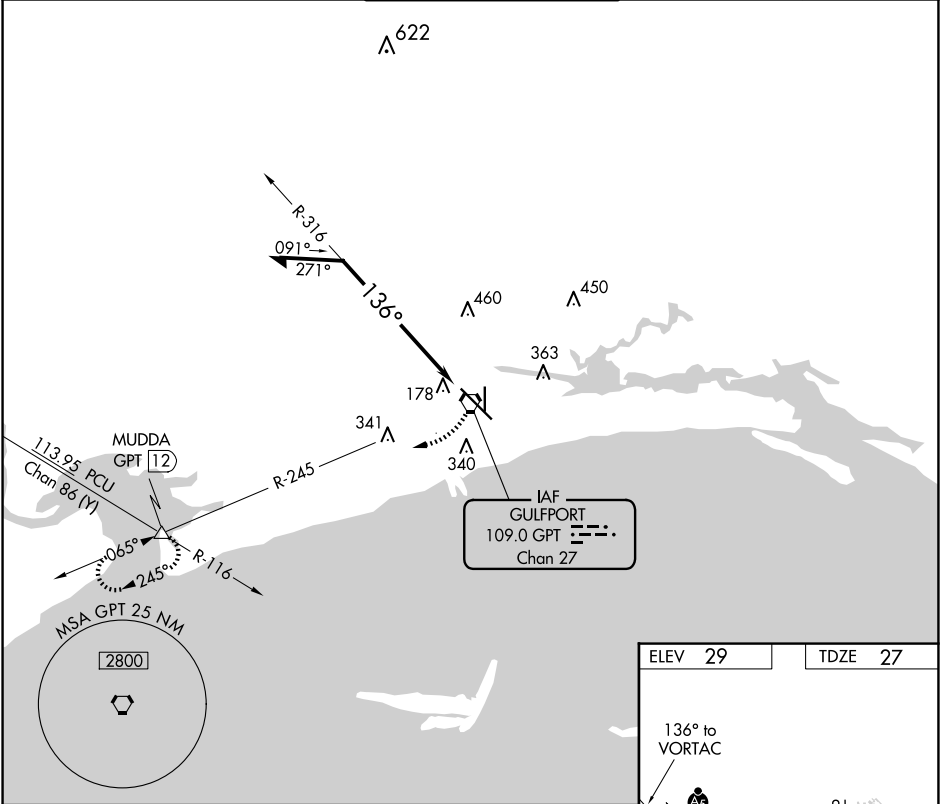 622
R-316
091°
271°
136°
460
450
363
178
341
340
MUDDA
GPT 12
113.95 PCU
Chan 86 (Y)
R-245
065°
245°
R-116
IAF
GULFPORT
109.0 GPT
Chan 27
MSA GPT 25 NM
2800
ELEV 29
TDZE 27
136° to
VORTAC